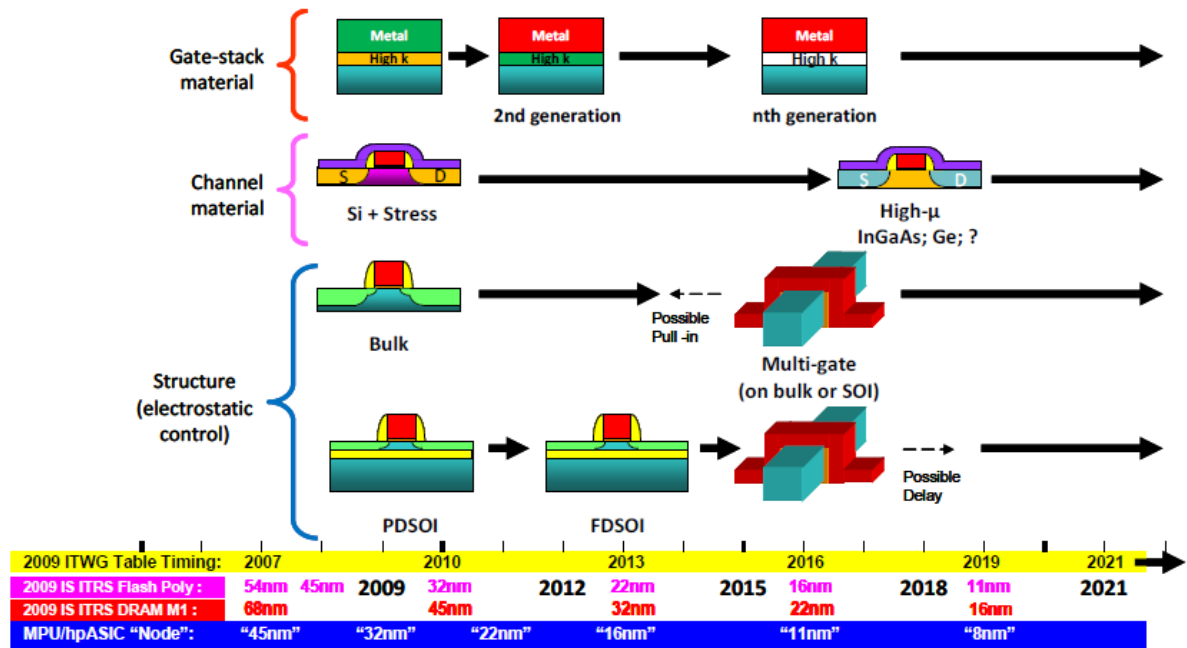 Metal
High k
Metal
High k
Metal
High k
Gate-stack
material
2nd generation
nth generation
S D
S D
Channel
material
Si + Stress
High-μ
InGaAs; Ge; ?
Possible
Pull -in
Bulk
Multi-gate
(on bulk or SOI)
Structure
(electrostatic
control)
Possible
Delay
PDSOI
FDSOI
2009 ITWG Table Timing: 2007 2010 2013 2016 2019 2021
2009 IS ITRS Flash Poly : 54nm 45nm 2009 32nm 2012 22nm 2015 16nm 2018 11nm 2021
2009 IS ITRS DRAM M1 : 68nm 45nm 32nm 22nm 16nm
MPU/hpASIC “Node”: “45nm” “32nm” “22nm” “16nm” “11nm” “8nm”